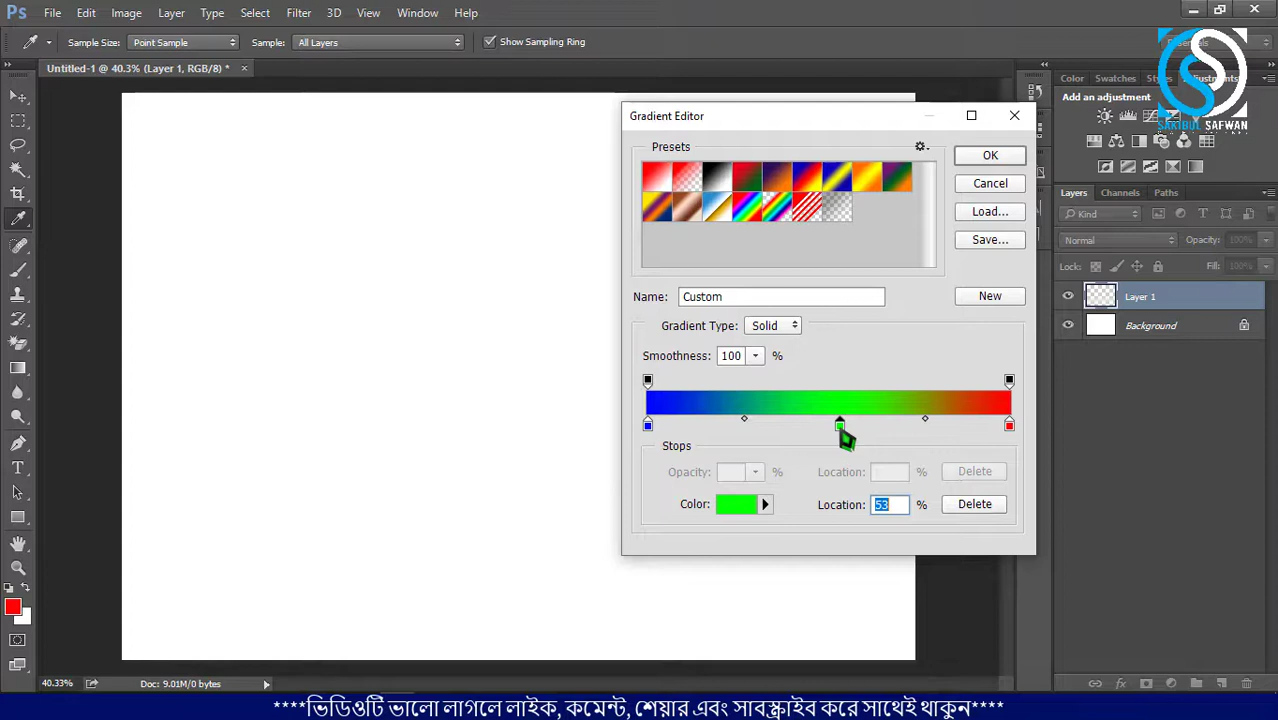 Ps File Edit Image Layer Type Select Filter 3D View Window Help
Sample Size: Point Sample Sample: All Layers Show Sampling Ring
Untitled-1 @ 40.3% (Layer 1, RGB/8) *
Gradient Editor
Presets
OK
Cancel
Load...
Save...
Name: Custom
New
Gradient Type: Solid
Smoothness: 100 %
Stops
Opacity: % Location: % Delete
Color: Location: 53 % Delete
SAKIBUL SAFWAN
Color Swatches Styles Adjustments
Add an adjustment
Layers Channels Paths
Kind
Normal Opacity: 100%
Lock: Fill: 100%
Layer 1
Background
40.33% Doc: 9.01M/0 bytes
****ভিডিওটি ভালো লাগলে লাইক, কমেন্ট, শেয়ার এবং সাবস্ক্রাইব করে সাথেই থাকুন****